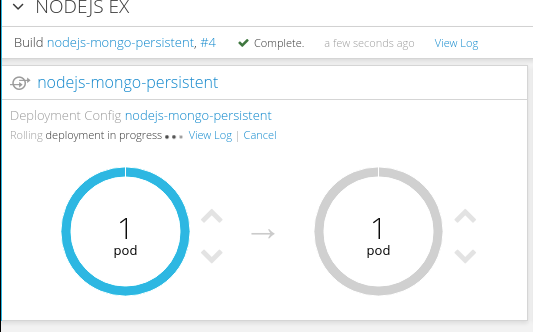 NODEJS EX
Build nodejs-mongo-persistent, #4 Complete. a few seconds ago View Log
nodejs-mongo-persistent
Deployment Config nodejs-mongo-persistent
Rolling deployment in progress View Log | Cancel
1 1
pod pod